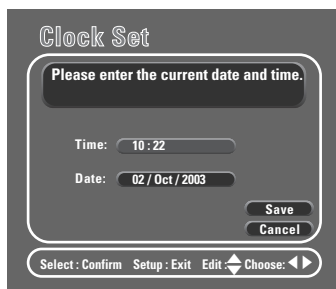 Clock Set
Please enter the current date and time.
Time: 10 : 22
Date: 02 / Oct / 2003
Save
Cancel
Select : Confirm Setup : Exit Edit : Choose: